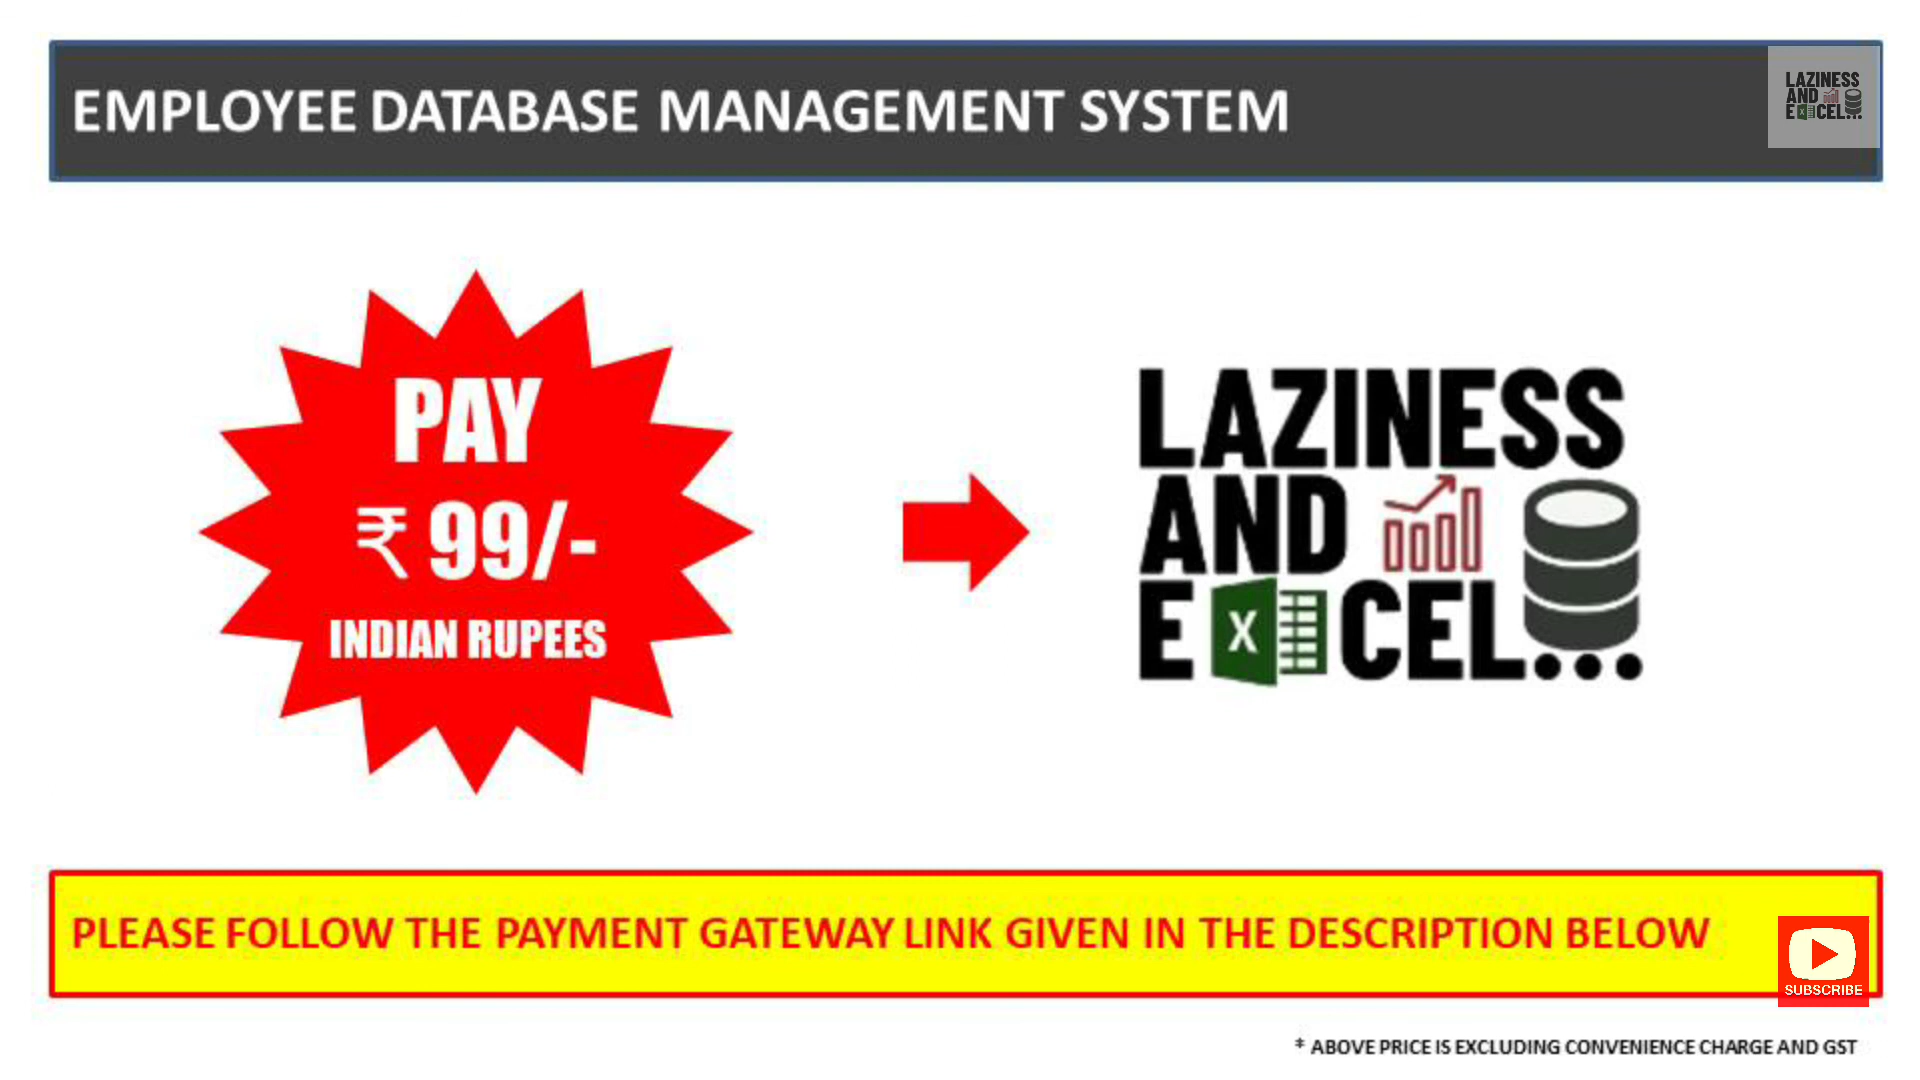 EMPLOYEE DATABASE MANAGEMENT SYSTEM
LAZINESS
AND
EXCEL...
PAY
₹ 99/-
INDIAN RUPEES
LAZINESS
AND
EXCEL...
PLEASE FOLLOW THE PAYMENT GATEWAY LINK GIVEN IN THE DESCRIPTION BELOW
SUBSCRIBE
* ABOVE PRICE IS EXCLUDING CONVENIENCE CHARGE AND GST